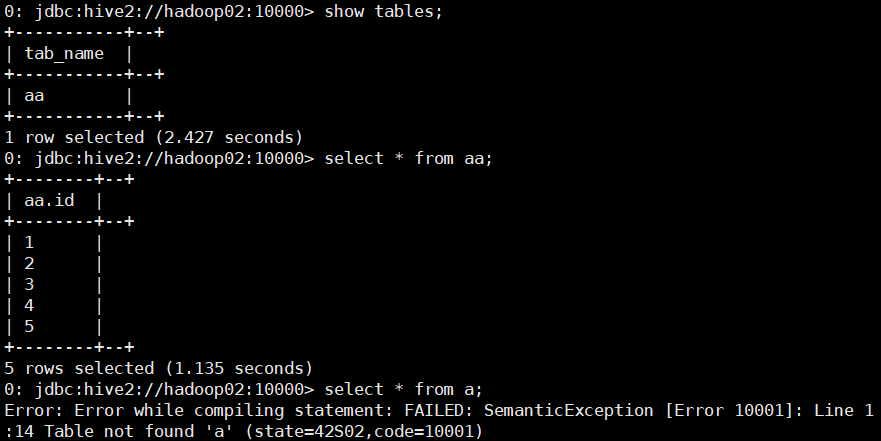 0: jdbc:hive2://hadoop02:10000> show tables;
+-----------+--+
| tab_name  |
+-----------+--+
| aa        |
+-----------+--+
1 row selected (2.427 seconds)
0: jdbc:hive2://hadoop02:10000> select * from aa;
+--------+--+
| aa.id  |
+--------+--+
| 1      |
| 2      |
| 3      |
| 4      |
| 5      |
+--------+--+
5 rows selected (1.135 seconds)
0: jdbc:hive2://hadoop02:10000> select * from a;
Error: Error while compiling statement: FAILED: SemanticException [Error 10001]: Line 1
:14 Table not found 'a' (state=42S02,code=10001)